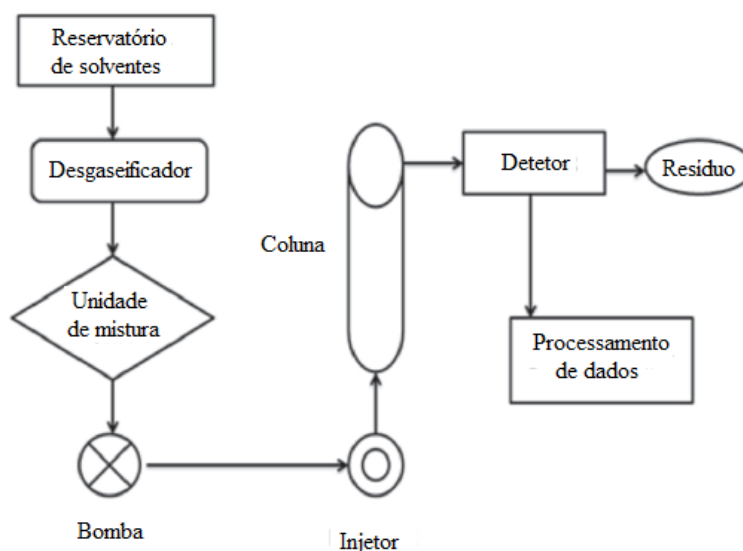 Reservatório
de solventes
Desgaseificador
Unidade
de mistura
Bomba
Injetor
Coluna
Detetor
Resíduo
Processamento
de dados